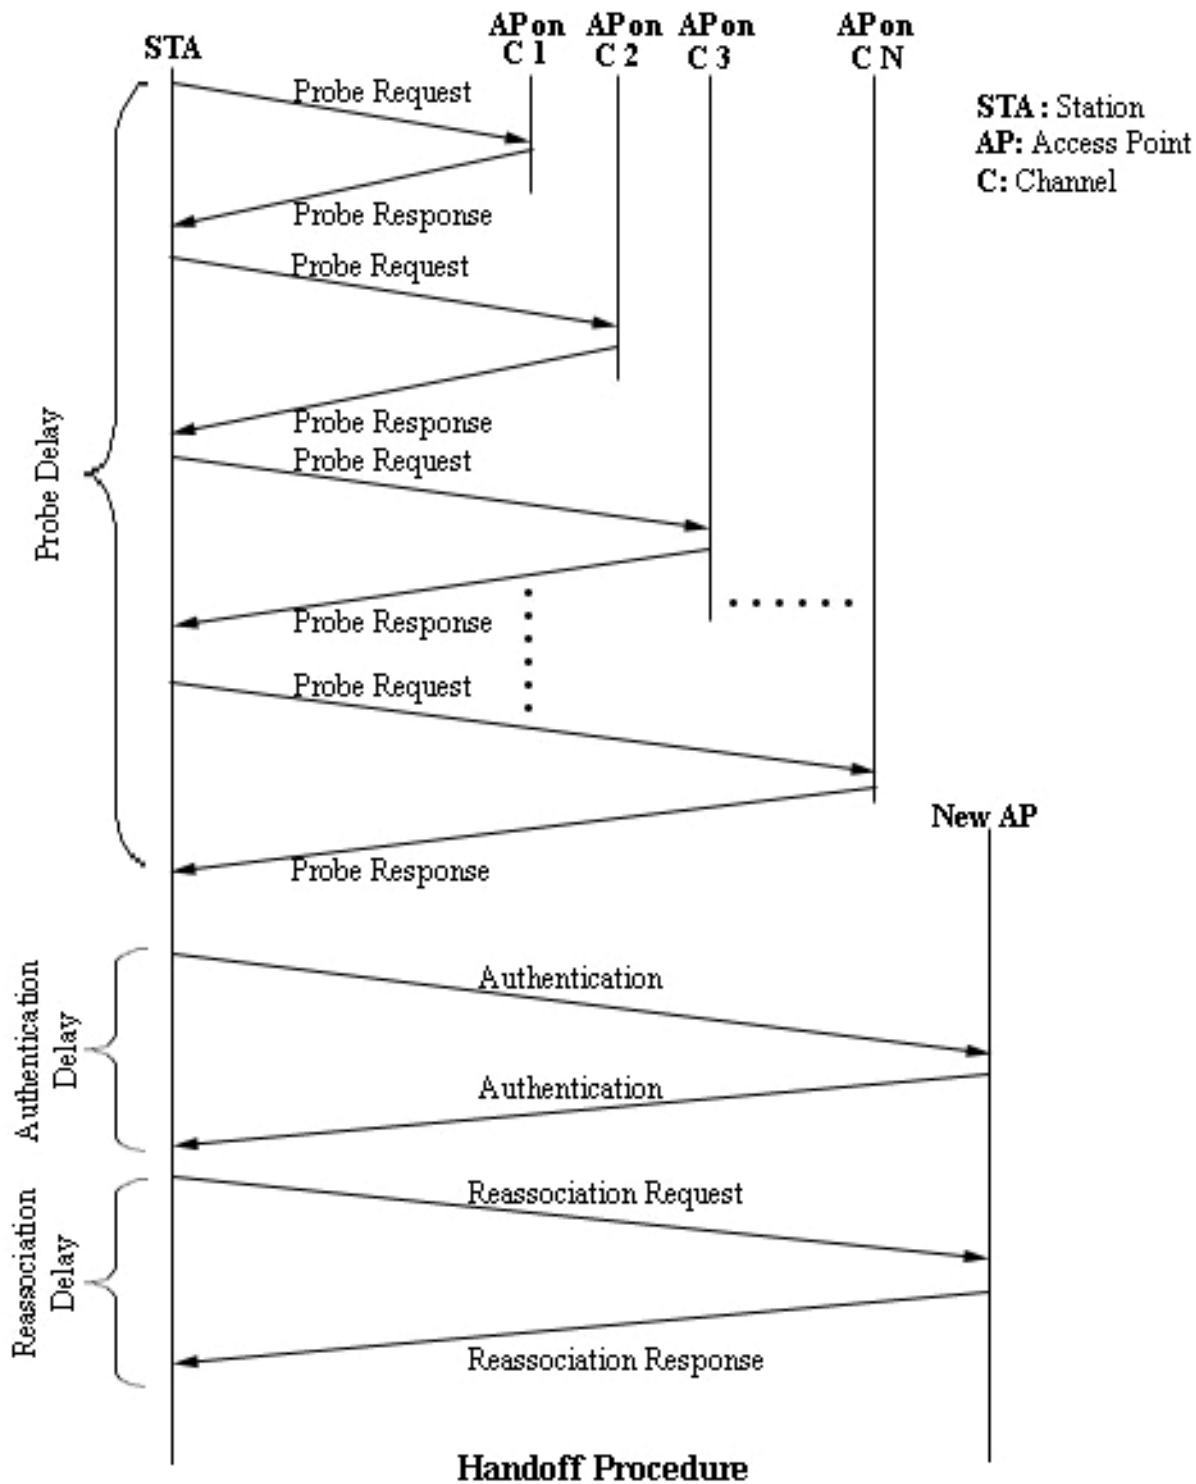 STA
AP on
C 1
AP on
C 2
AP on
C 3
AP on
C N
STA : Station
AP: Access Point
C: Channel
Probe Request
Probe Response
Probe Request
Probe Response
Probe Request
Probe Response
Probe Request
Probe Response
Probe Delay
New AP
Authentication
Authentication
Authentication
Delay
Reassociation Request
Reassociation Response
Reassociation
Delay
Handoff Procedure